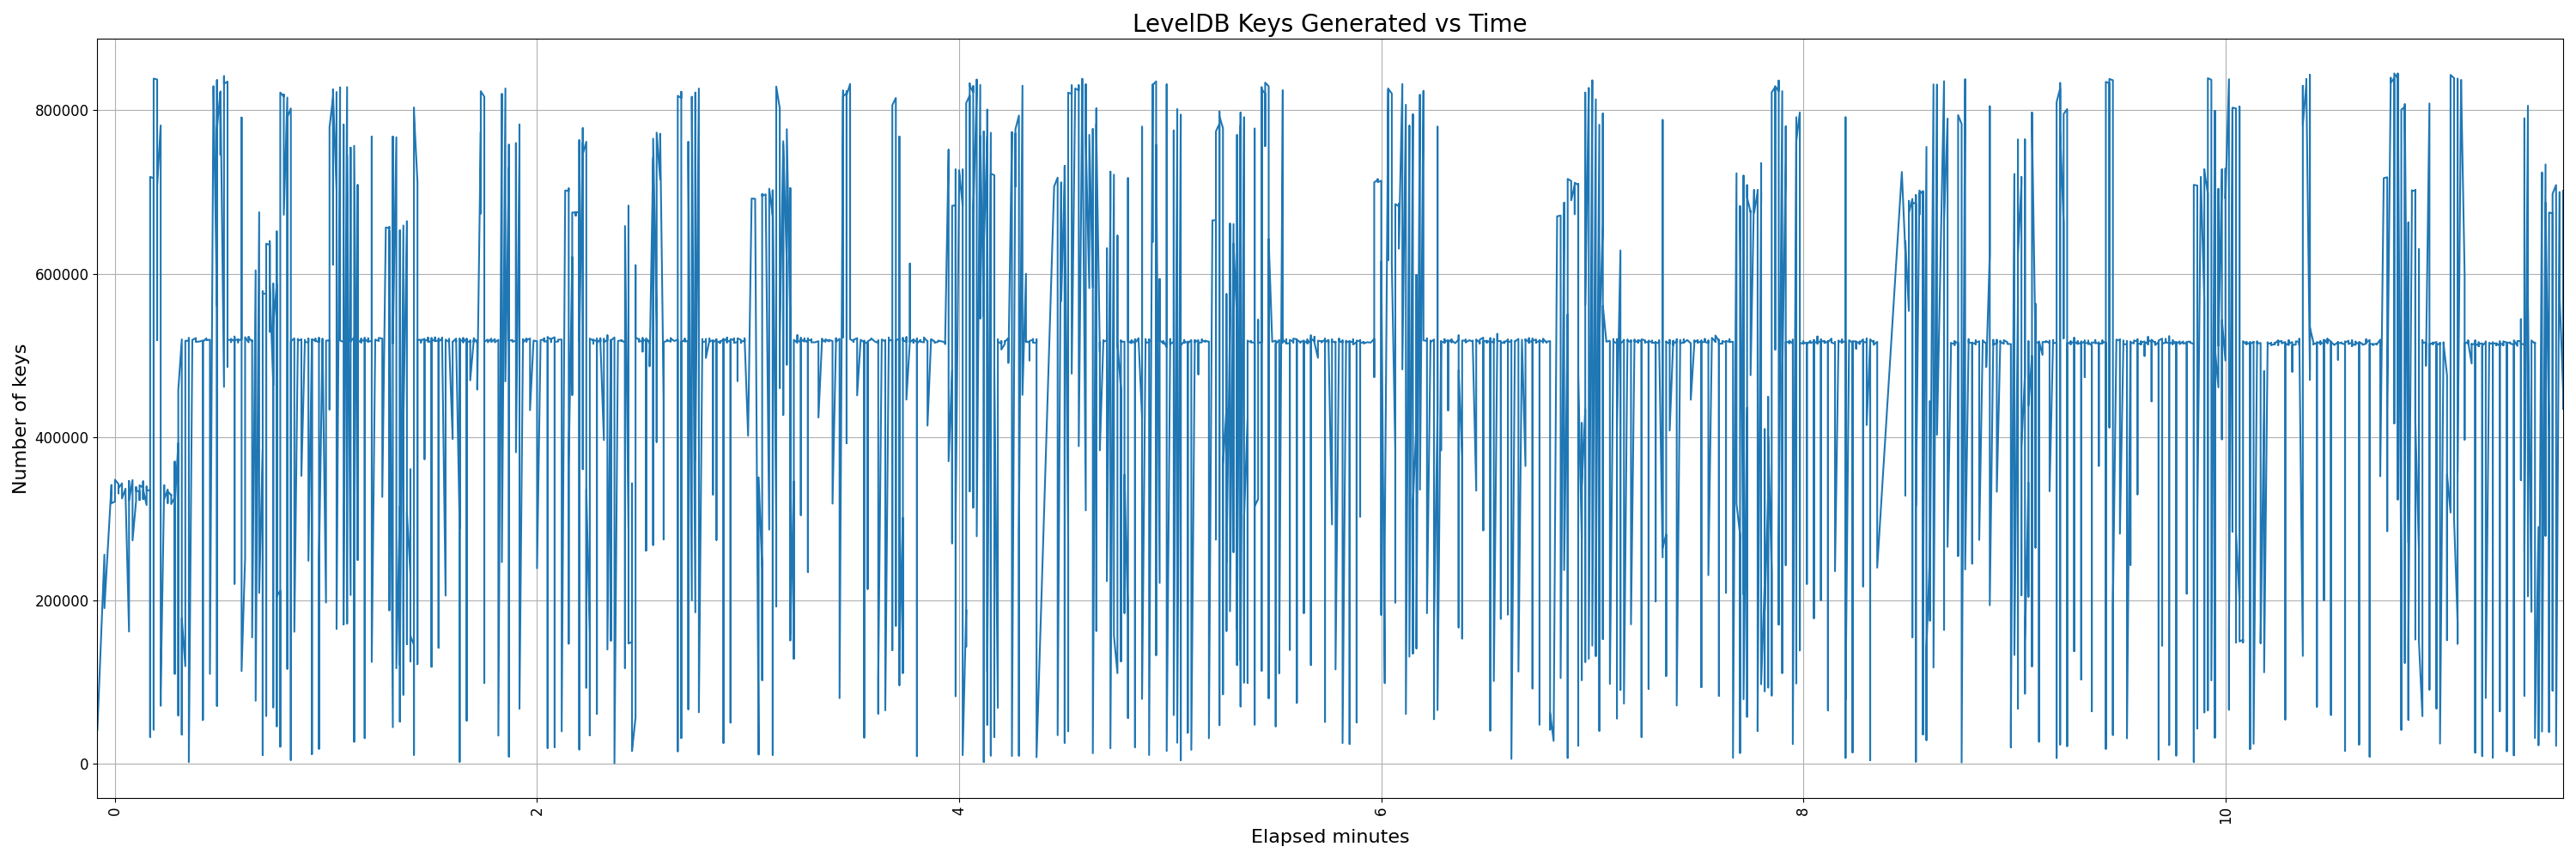 LevelDB Keys Generated vs Time
Number of keys
800000
600000
400000
200000
0
0 2 4 6 8 10
Elapsed minutes